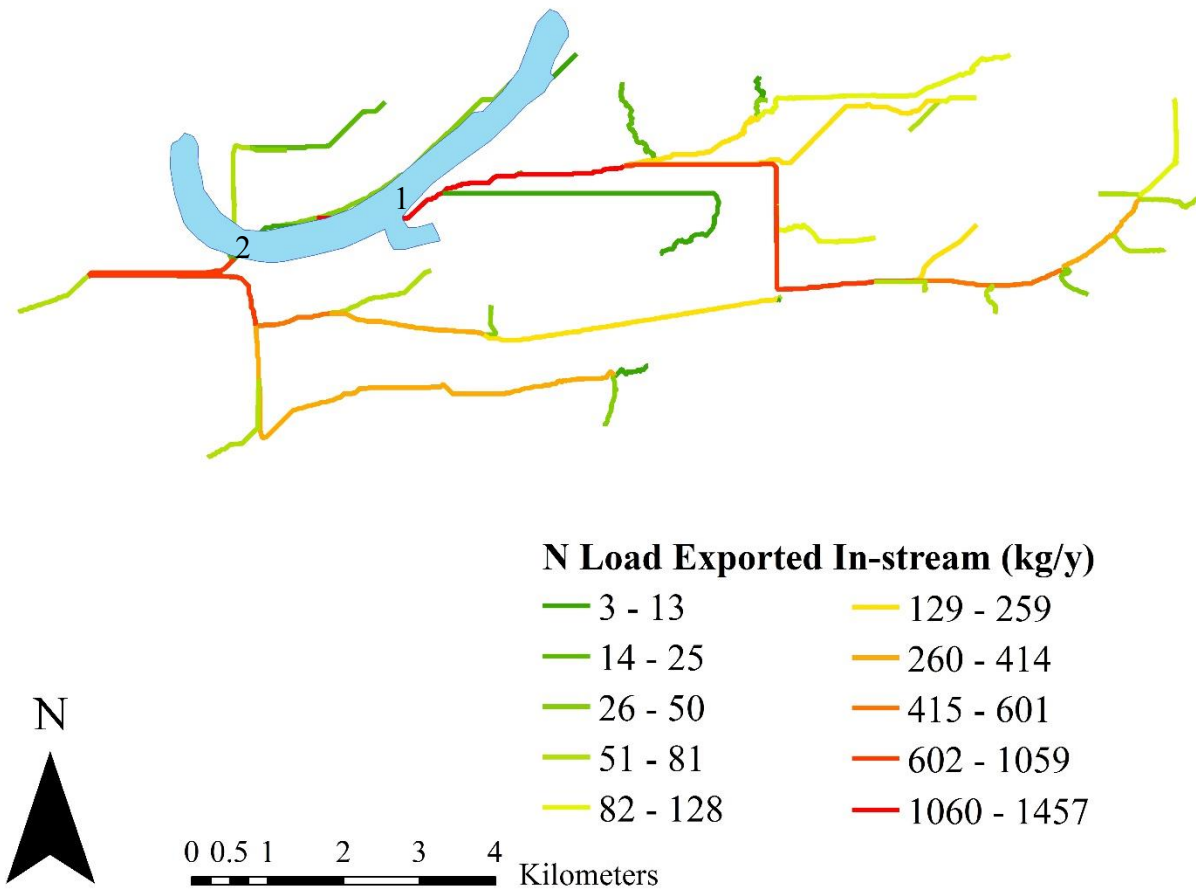 1
2
N Load Exported In-stream (kg/y)
3 - 13
129 - 259
14 - 25
260 - 414
26 - 50
415 - 601
51 - 81
602 - 1059
82 - 128
1060 - 1457
N
0 0.5 1 2 3 4
Kilometers